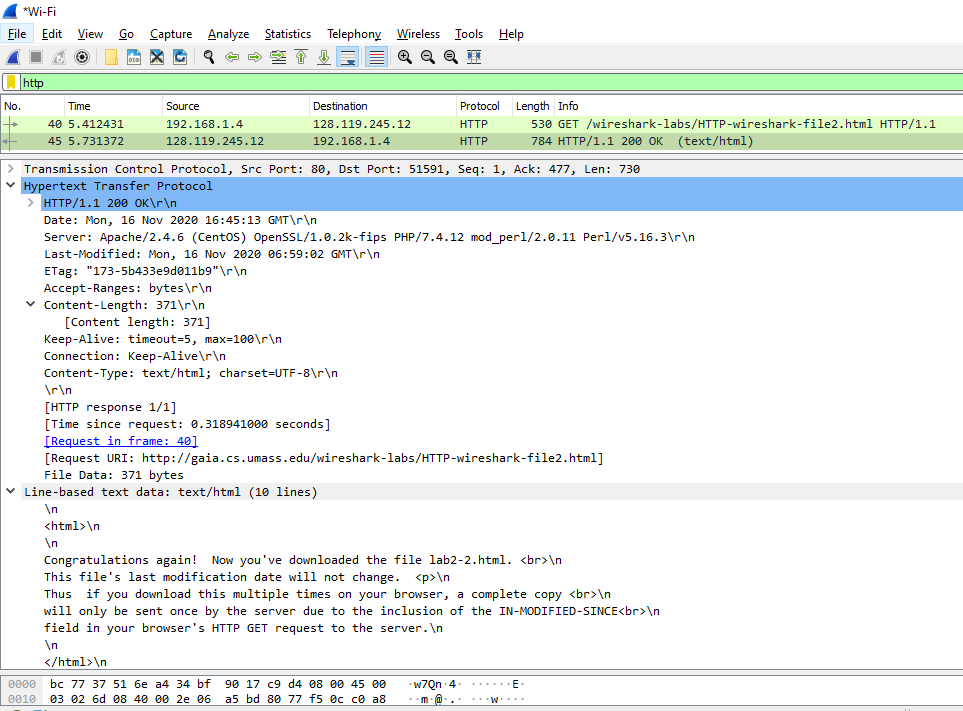 *Wi-Fi
File Edit View Go Capture Analyze Statistics Telephony Wireless Tools Help
http
No. Time Source Destination Protocol Length Info
40 5.412431 192.168.1.4 128.119.245.12 HTTP 530 GET /wireshark-labs/HTTP-wireshark-file2.html HTTP/1.1
45 5.731372 128.119.245.12 192.168.1.4 HTTP 784 HTTP/1.1 200 OK (text/html)
Transmission Control Protocol, Src Port: 80, Dst Port: 51591, Seq: 1, Ack: 477, Len: 730
Hypertext Transfer Protocol
HTTP/1.1 200 OK\r\n
Date: Mon, 16 Nov 2020 16:45:13 GMT\r\n
Server: Apache/2.4.6 (CentOS) OpenSSL/1.0.2k-fips PHP/7.4.12 mod_perl/2.0.11 Perl/v5.16.3\r\n
Last-Modified: Mon, 16 Nov 2020 06:59:02 GMT\r\n
ETag: "173-5b433e9d011b9"\r\n
Accept-Ranges: bytes\r\n
Content-Length: 371\r\n
[Content length: 371]
Keep-Alive: timeout=5, max=100\r\n
Connection: Keep-Alive\r\n
Content-Type: text/html; charset=UTF-8\r\n
\r\n
[HTTP response 1/1]
[Time since request: 0.318941000 seconds]
[Request in frame: 40]
[Request URI: http://gaia.cs.umass.edu/wireshark-labs/HTTP-wireshark-file2.html]
File Data: 371 bytes
Line-based text data: text/html (10 lines)
\n
<html>\n
\n
Congratulations again!  Now you've downloaded the file lab2-2.html. <br>\n
This file's last modification date will not change.  <p>\n
Thus  if you download this multiple times on your browser, a complete copy <br>\n
will only be sent once by the server due to the inclusion of the IN-MODIFIED-SINCE<br>\n
field in your browser's HTTP GET request to the server.\n
\n
</html>\n
0000 bc 77 37 51 6e a4 34 bf 90 17 c9 d4 08 00 45 00 ·w7Qn·4· ······E·
0010 03 02 6d 08 40 00 2e 06 a5 bd 80 77 f5 0c c0 a8 ··m·@·.· ···w····